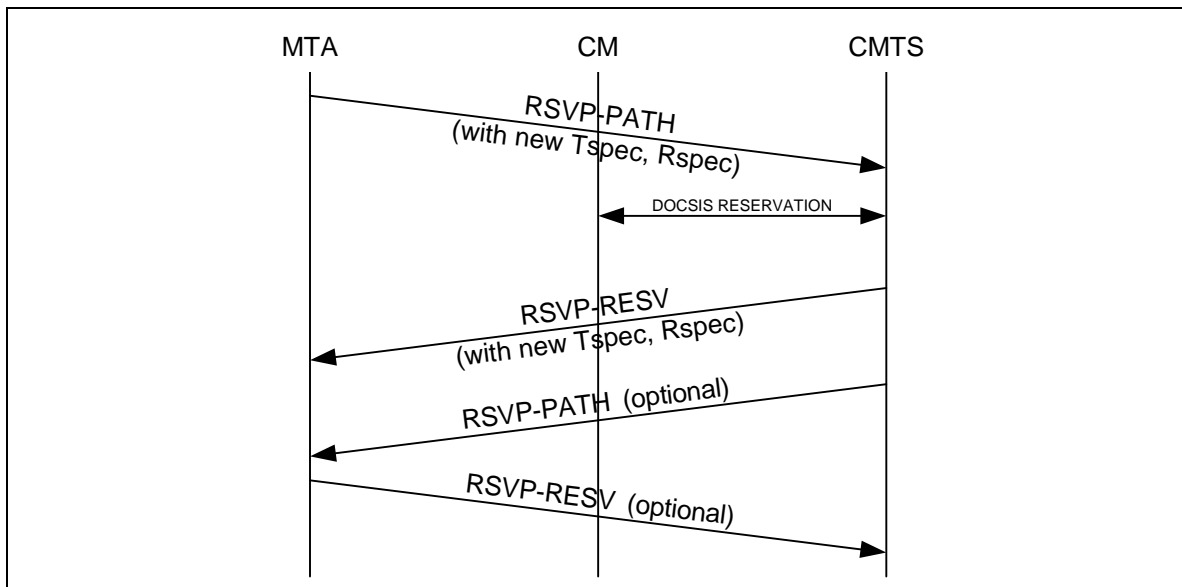 MTA
CM
CMTS
RSVP-PATH
(with new Tspec, Rspec)
DOCSIS RESERVATION
RSVP-RESV
(with new Tspec, Rspec)
RSVP-PATH (optional)
RSVP-RESV (optional)